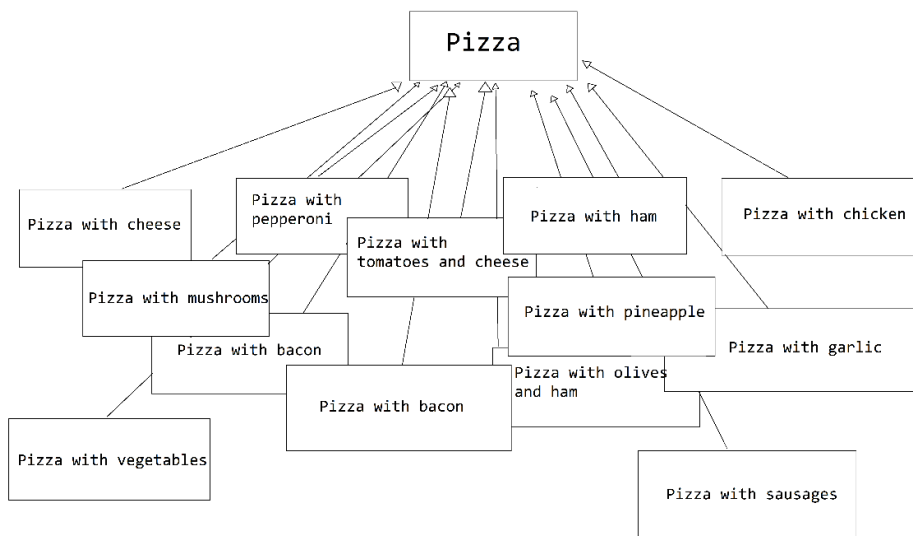 Pizza
Pizza with cheese
Pizza with
pepperoni
Pizza with
tomatoes and cheese
Pizza with ham
Pizza with chicken
Pizza with mushrooms
Pizza with pineapple
Pizza with bacon
Pizza with garlic
Pizza with bacon
Pizza with olives
and ham
Pizza with vegetables
Pizza with sausages